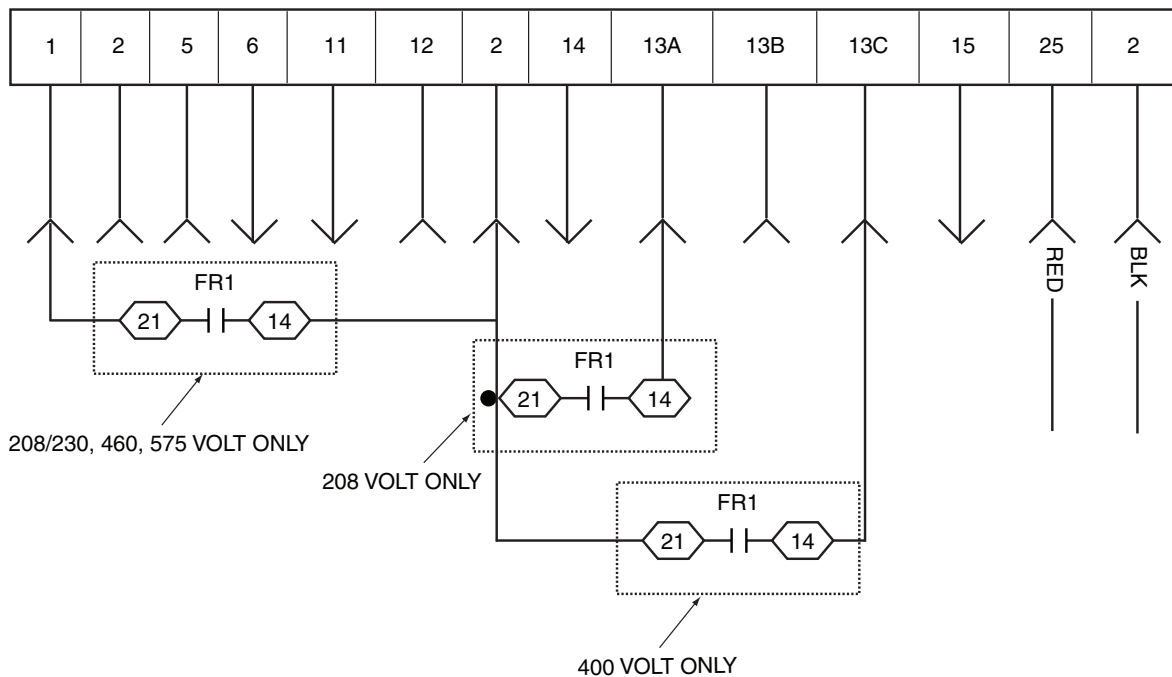 1 2 5 6 11 12 2 14 13A 13B 13C 15 25 2
RED
BLK
FR1
21 14
208/230, 460, 575 VOLT ONLY
FR1
21 14
208 VOLT ONLY
FR1
21 14
400 VOLT ONLY